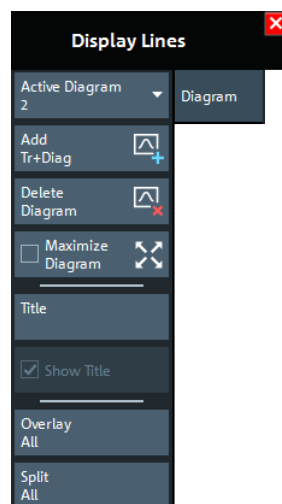 Display Lines
Active Diagram
2
Diagram
Add
Tr+Diag
Delete
Diagram
Maximize
Diagram
Title
Show Title
Overlay
All
Split
All